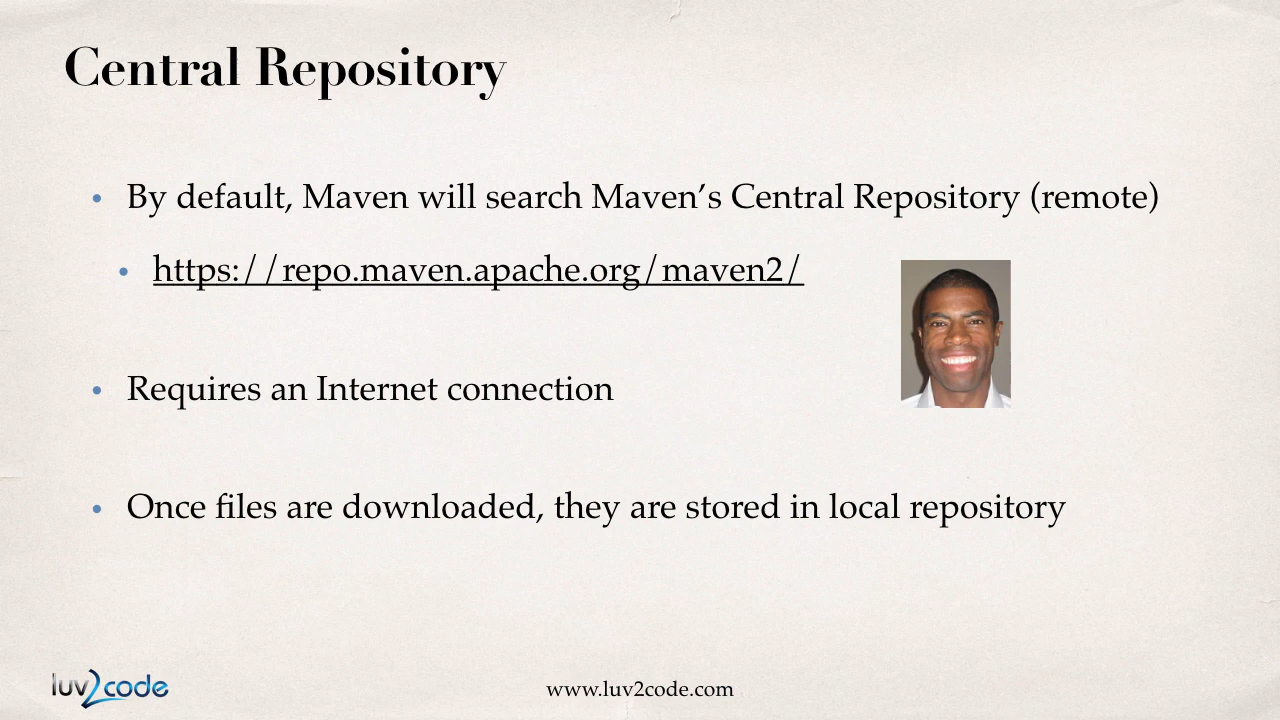 Central Repository
• By default, Maven will search Maven’s Central Repository (remote)
• https://repo.maven.apache.org/maven2/
• Requires an Internet connection
• Once files are downloaded, they are stored in local repository
luv2code
www.luv2code.com